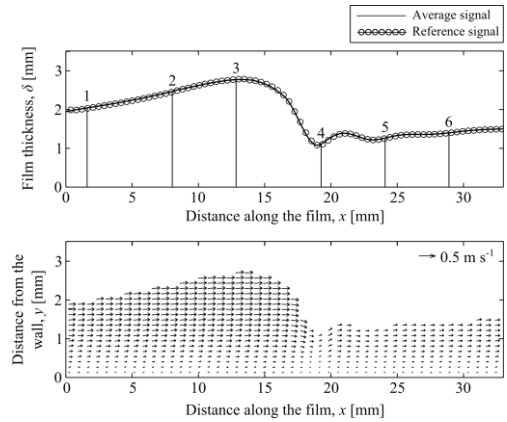 Average signal
Reference signal
Film thickness, δ [mm]
3
2
1
0
1 2 3 4 5 6
0 5 10 15 20 25 30
Distance along the film, x [mm]
Distance from the
wall, y [mm]
3
2
1
0
0.5 m s⁻¹
0 5 10 15 20 25 30
Distance along the film, x [mm]